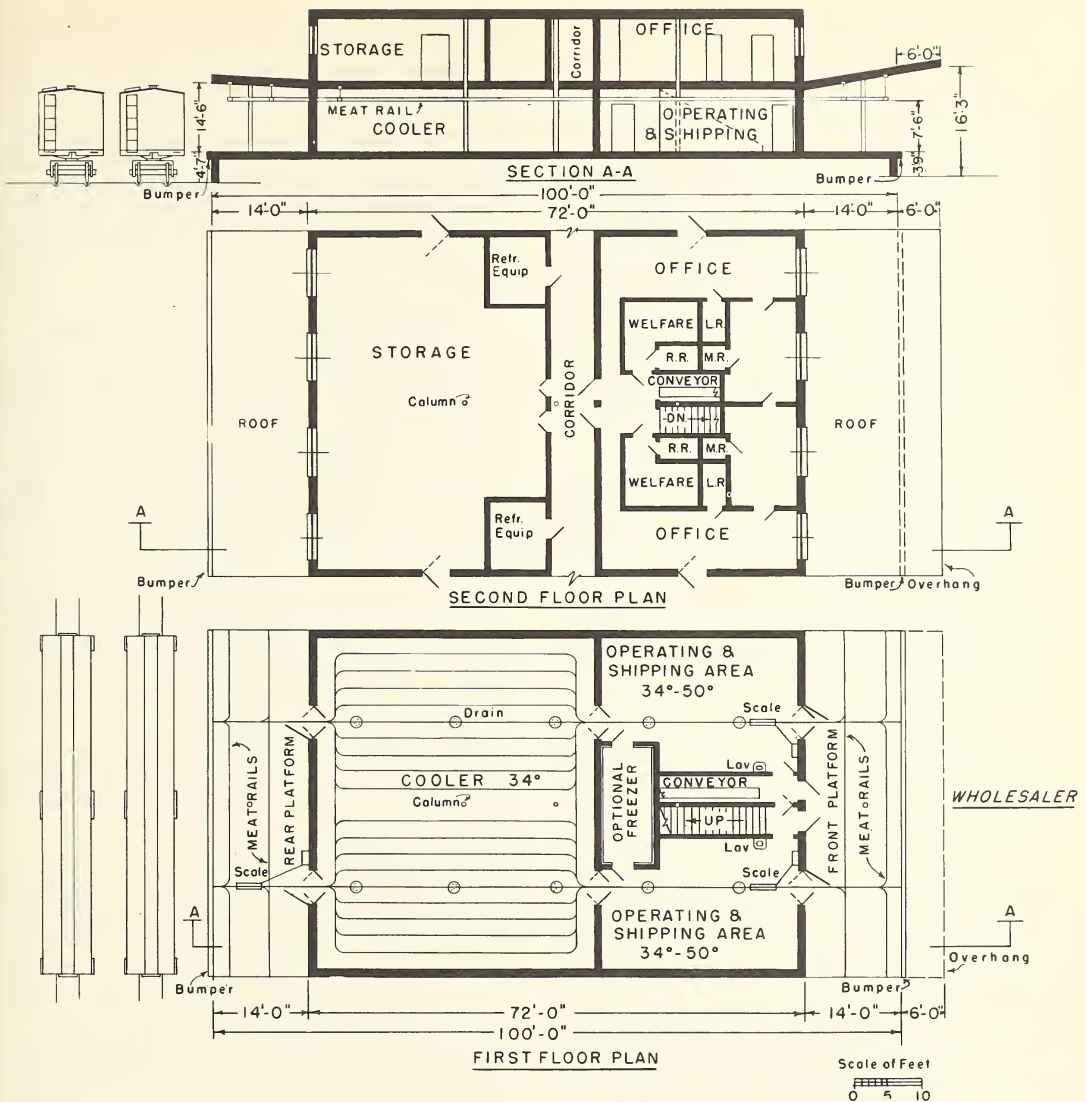 STORAGE
Corridor
OFFICE
6'-0"
14'-6"
MEAT RAIL
COOLER
OPERATING
& SHIPPING
7'-6"
16'-3"
4'-7"
3'9"
Bumper
SECTION A-A
Bumper
100'-0"
14'-0"
72'-0"
14'-0"
6'-0"
ROOF
STORAGE
Column
Refr.
Equip
CORRIDOR
OFFICE
WELFARE
L.R.
R.R.
M.R.
CONVEYOR
DN.
R.R.
M.R.
WELFARE
L.R.
OFFICE
Refr.
Equip
ROOF
A
A
Bumper
Bumper
Overhang
SECOND FLOOR PLAN
OPERATING &
SHIPPING AREA
34°-50°
Drain
Scale
MEAT RAILS
REAR PLATFORM
COOLER 34°
Column
OPTIONAL
FREEZER
Lav
CONVEYOR
UP
Lav
FRONT PLATFORM
MEAT RAILS
WHOLESALER
Scale
Scale
OPERATING &
SHIPPING AREA
34°-50°
A
A
Overhang
Bumper
Bumper
14'-0"
72'-0"
14'-0"
6'-0"
100'-0"
FIRST FLOOR PLAN
Scale of Feet
0 5 10